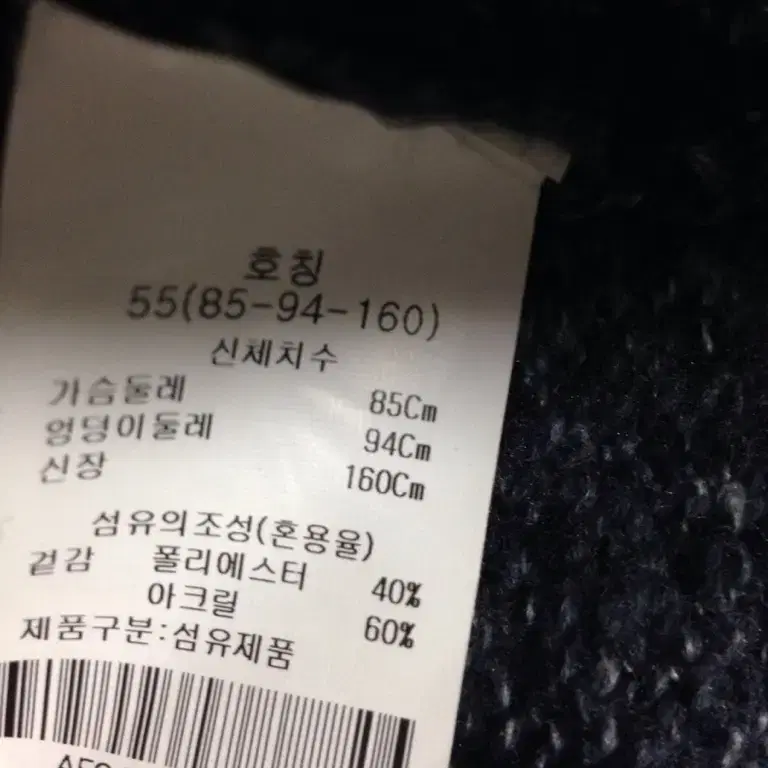 호칭
55(85-94-160)
신체치수
가슴둘레 85Cm
엉덩이둘레 94Cm
신장 160Cm
섬유의조성(혼용율)
겉감 폴리에스터 40%
아크릴 60%
제품구분:섬유제품